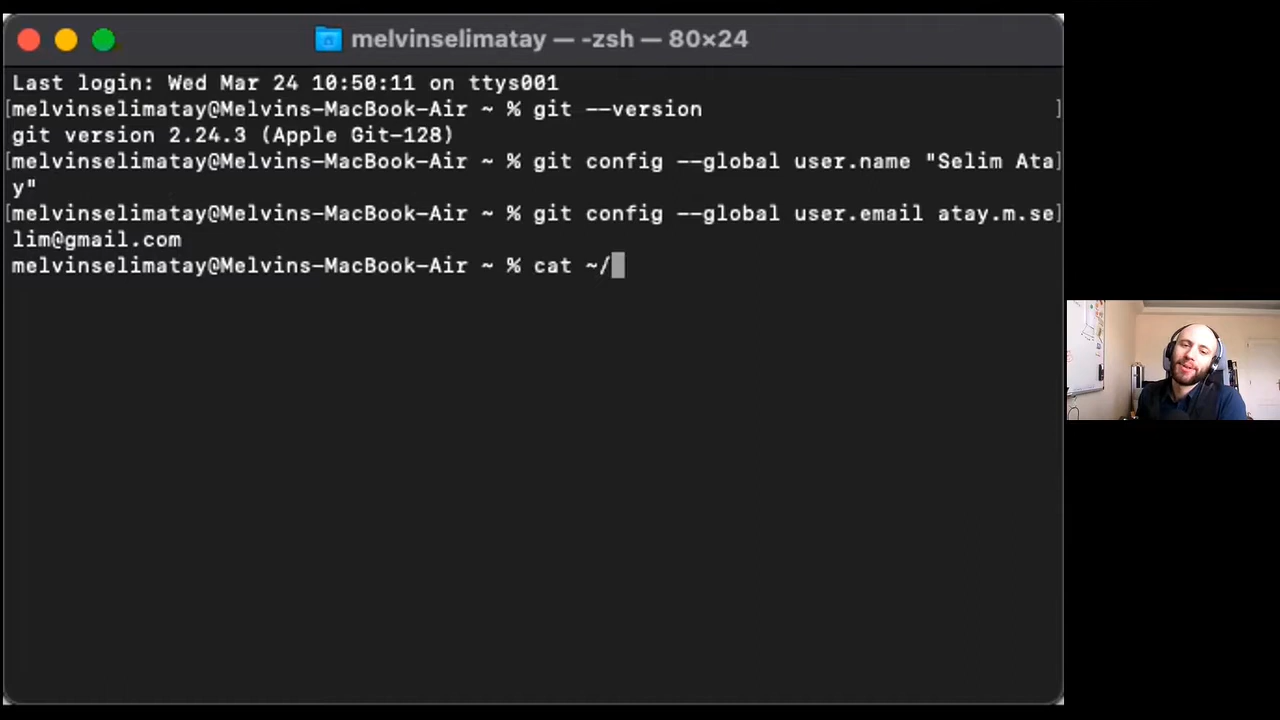 melvinselimatay — -zsh — 80×24
Last login: Wed Mar 24 10:50:11 on ttys001
[melvinselimatay@Melvins-MacBook-Air ~ % git --version ]
git version 2.24.3 (Apple Git-128)
[melvinselimatay@Melvins-MacBook-Air ~ % git config --global user.name "Selim Ata]
y"
[melvinselimatay@Melvins-MacBook-Air ~ % git config --global user.email atay.m.se]
lim@gmail.com
melvinselimatay@Melvins-MacBook-Air ~ % cat ~/